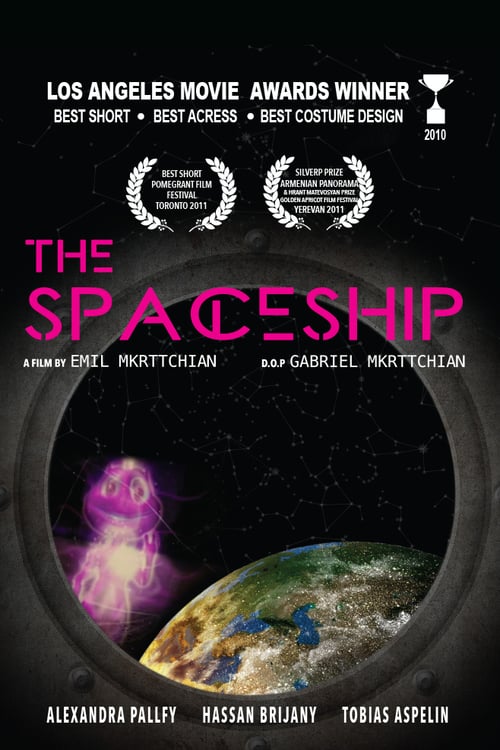 LOS ANGELES MOVIE AWARDS WINNER
BEST SHORT • BEST ACRESS • BEST COSTUME DESIGN
2010
BEST SHORT
POMEGRANT FILM
FESTIVAL
TORONTO 2011
SILVERP PRIZE
ARMENIAN PANORAMA
& HRANT MATEVOSYAN PRIZE
GOLDEN APRICOT FILM FESTIVAL
YEREVAN 2011
THE
SPACESHIP
A FILM BY EMIL MKRTTCHIAN
D.O.P GABRIEL MKRTTCHIAN
ALEXANDRA PALLFY HASSAN BRIJANY TOBIAS ASPELIN